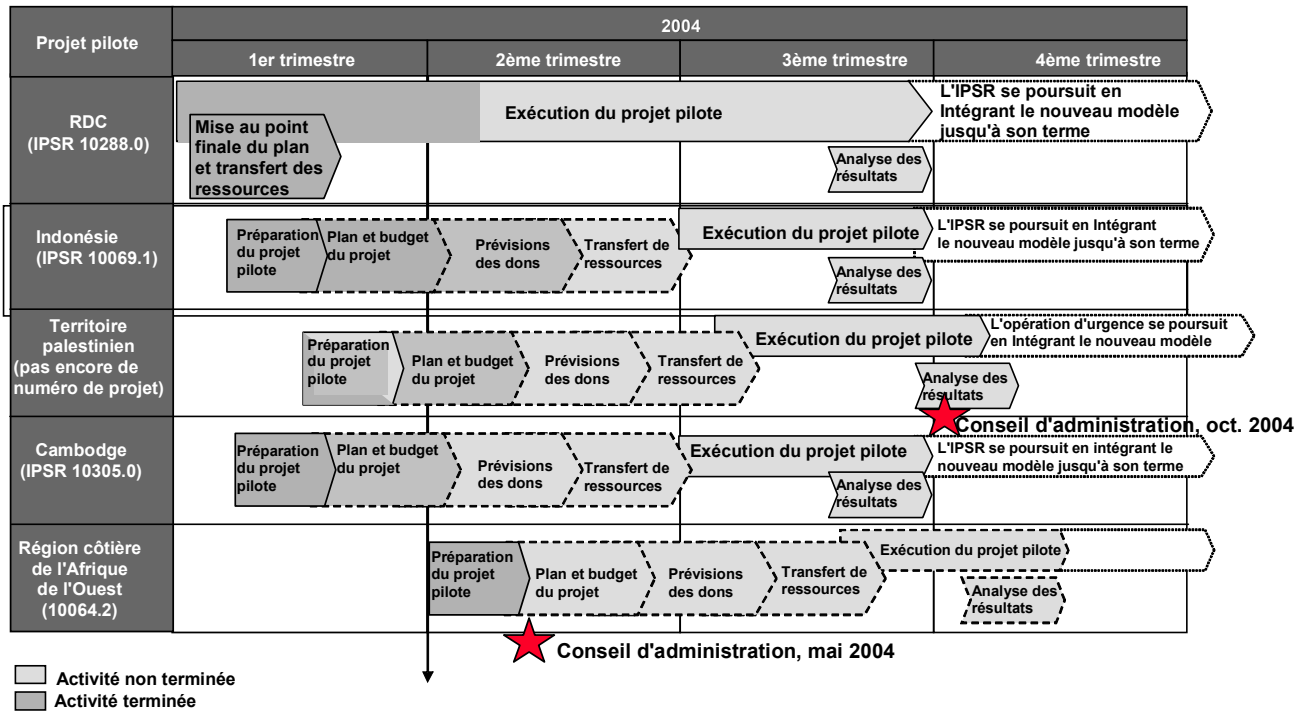 Projet pilote
2004
1er trimestre
2ème trimestre
3ème trimestre
4ème trimestre
RDC
(IPSR 10288.0)
Exécution du projet pilote
L'IPSR se poursuit en
Intégrant le nouveau modèle
jusqu'à son terme
Mise au point
finale du plan
et transfert des
ressources
Analyse des
résultats
Indonésie
(IPSR 10069.1)
Préparation
du projet
pilote
Plan et budget
du projet
Prévisions
des dons
Transfert de
ressources
Exécution du projet pilote
L'IPSR se poursuit en Intégrant
le nouveau modèle jusqu'à son terme
Analyse des
résultats
Territoire
palestinien
(pas encore de
numéro de projet)
Préparation
du projet
pilote
Plan et budget
du projet
Prévisions
des dons
Transfert de
ressources
Exécution du projet pilote
L'opération d'urgence se poursuit
en Intégrant le nouveau modèle
Analyse des
résultats
Conseil d'administration, oct. 2004
Cambodge
(IPSR 10305.0)
Préparation
du projet
pilote
Plan et budget
du projet
Prévisions
des dons
Transfert de
ressources
Exécution du projet pilote
L'IPSR se poursuit en intégrant le
nouveau modèle jusqu'à son terme
Analyse des
résultats
Région côtière
de l'Afrique
de l'Ouest
(10064.2)
Préparation
du projet
pilote
Plan et budget
du projet
Prévisions
des dons
Transfert de
ressources
Exécution du projet pilote
Analyse des
résultats
Conseil d'administration, mai 2004
Activité non terminée
Activité terminée